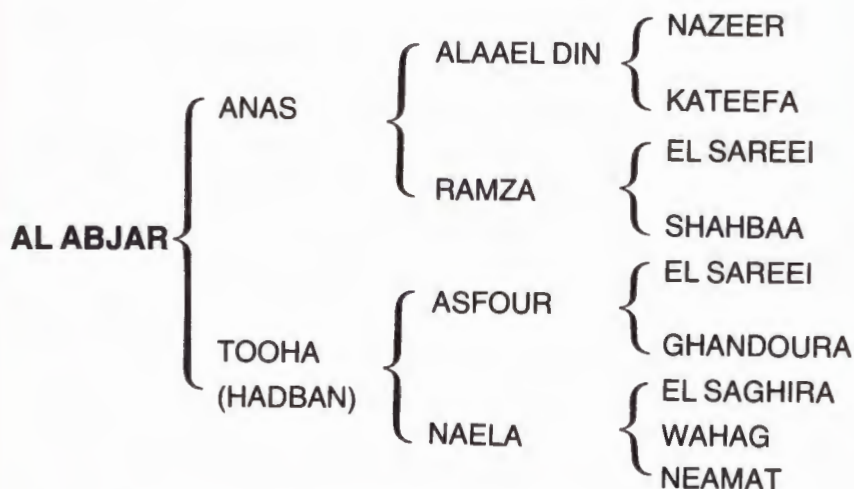 NAZEER
ALAAEL DIN
KATEEFA
ANAS
EL SAREEI
RAMZA
SHAHBAA
AL ABJAR
EL SAREEI
ASFOUR
GHANDOURA
TOOHA
(HADBAN)
EL SAGHIRA
NAELA
WAHAG
NEAMAT